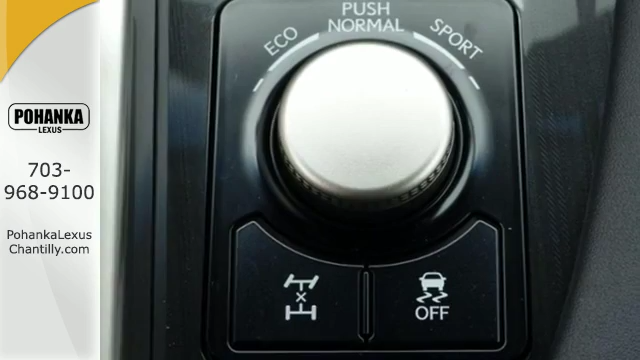 POHANKA
LEXUS
703-
968-9100
PohankaLexus
Chantilly.com
PUSH
ECO NORMAL SPORT
OFF